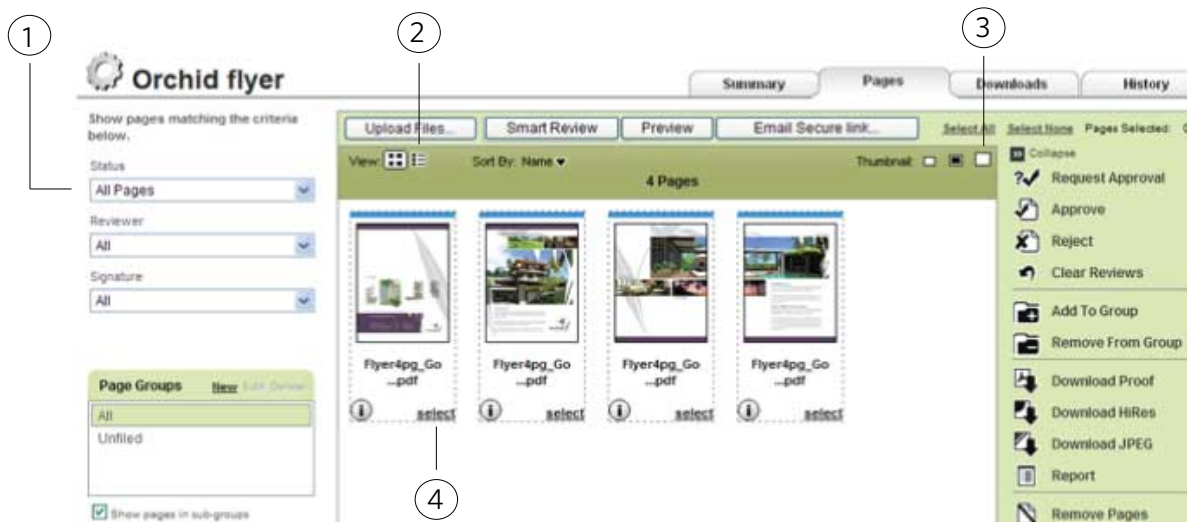 1
2
3
Orchid flyer
Summary
Pages
Downloads
History
Show pages matching the criteria
below.
Status
All Pages
Reviewer
All
Signature
All
Page Groups New Edit Delete
All
Unfiled
Show pages in sub-groups
Upload Files...
Smart Review
Preview
Email Secure link...
Select All
Select None
Pages Selected: 0
View:
Sort By: Name
Thumbnail:
4 Pages
Flyer4pg_Go
...pdf
select
Flyer4pg_Go
...pdf
select
Flyer4pg_Go
...pdf
select
Flyer4pg_Go
...pdf
select
4
Collapse
Request Approval
Approve
Reject
Clear Reviews
Add To Group
Remove From Group
Download Proof
Download HiRes
Download JPEG
Report
Remove Pages